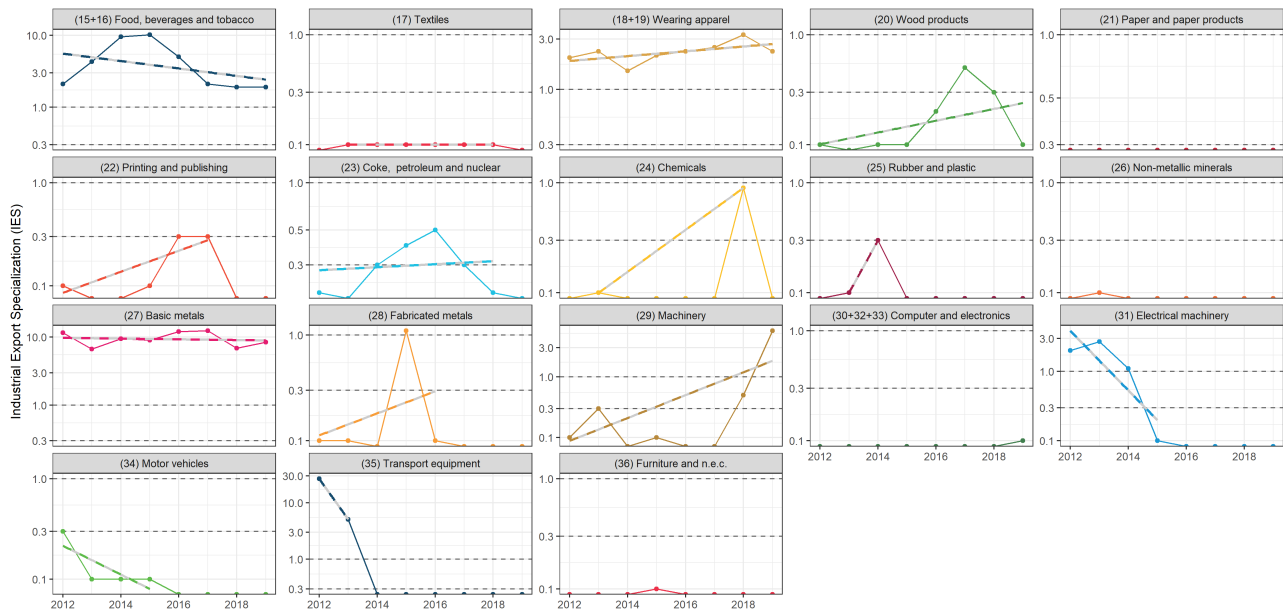 Industrial Export Specialization (IES)
(15+16) Food, beverages and tobacco
10.0
3.0
1.0
0.3
(17) Textiles
1.0
0.3
0.1
(18+19) Wearing apparel
3.0
1.0
0.3
(20) Wood products
1.0
0.3
0.1
(21) Paper and paper products
1.0
0.5
0.3
(22) Printing and publishing
1.0
0.3
0.1
(23) Coke, petroleum and nuclear
1.0
0.5
0.3
(24) Chemicals
1.0
0.3
0.1
(25) Rubber and plastic
1.0
0.3
0.1
(26) Non-metallic minerals
1.0
0.3
0.1
(27) Basic metals
10.0
3.0
1.0
0.3
(28) Fabricated metals
1.0
0.3
0.1
(29) Machinery
3.0
1.0
0.3
0.1
(30+32+33) Computer and electronics
1.0
0.3
0.1
2012 2014 2016 2018
(31) Electrical machinery
3.0
1.0
0.3
0.1
2012 2014 2016 2018
(34) Motor vehicles
1.0
0.3
0.1
2012 2014 2016 2018
(35) Transport equipment
30.0
10.0
3.0
1.0
0.3
2012 2014 2016 2018
(36) Furniture and n.e.c.
1.0
0.3
0.1
2012 2014 2016 2018